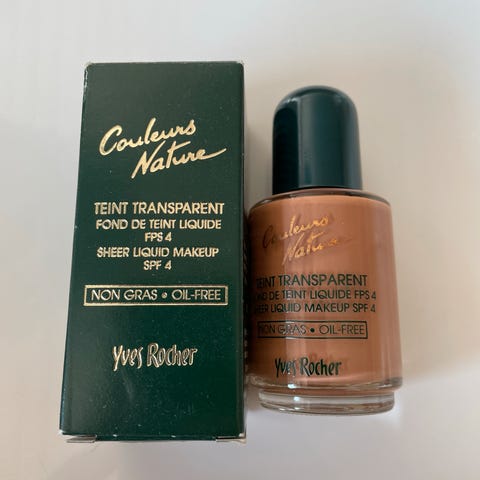 Couleurs
Nature
TEINT TRANSPARENT
FOND DE TEINT LIQUIDE
FPS 4
SHEER LIQUID MAKEUP
SPF 4
NON GRAS • OIL-FREE
Yves Rocher
Couleurs
Nature
TEINT TRANSPARENT
FOND DE TEINT LIQUIDE FPS 4
SHEER LIQUID MAKEUP SPF 4
NON GRAS • OIL-FREE
Yves Rocher